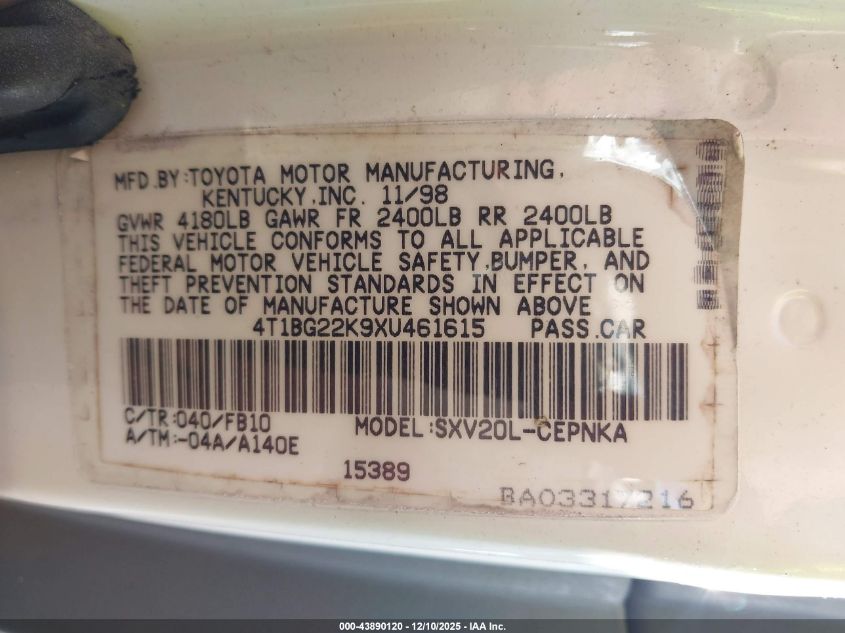 MFD.BY:TOYOTA MOTOR MANUFACTURING,
KENTUCKY,INC. 11/98
GVWR 4180LB GAWR FR 2400LB RR 2400LB
THIS VEHICLE CONFORMS TO ALL APPLICABLE
FEDERAL MOTOR VEHICLE SAFETY,BUMPER, AND
THEFT PREVENTION STANDARDS IN EFFECT ON
THE DATE OF MANUFACTURE SHOWN ABOVE
4T1BG22K9XU461615 PASS.CAR
C/TR:040/FB10 MODEL:SXV20L-CEPNKA
A/TM:-04A/A140E
15389
BA03317216
000-43890120 - 12/10/2025 - IAA Inc.